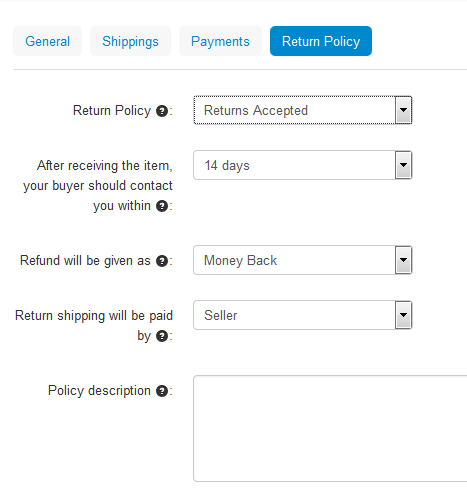 General Shippings Payments Return Policy
Return Policy ?: Returns Accepted
After receiving the item, 14 days
your buyer should contact
you within ?:
Refund will be given as ?: Money Back
Return shipping will be paid Seller
by ?:
Policy description ?: